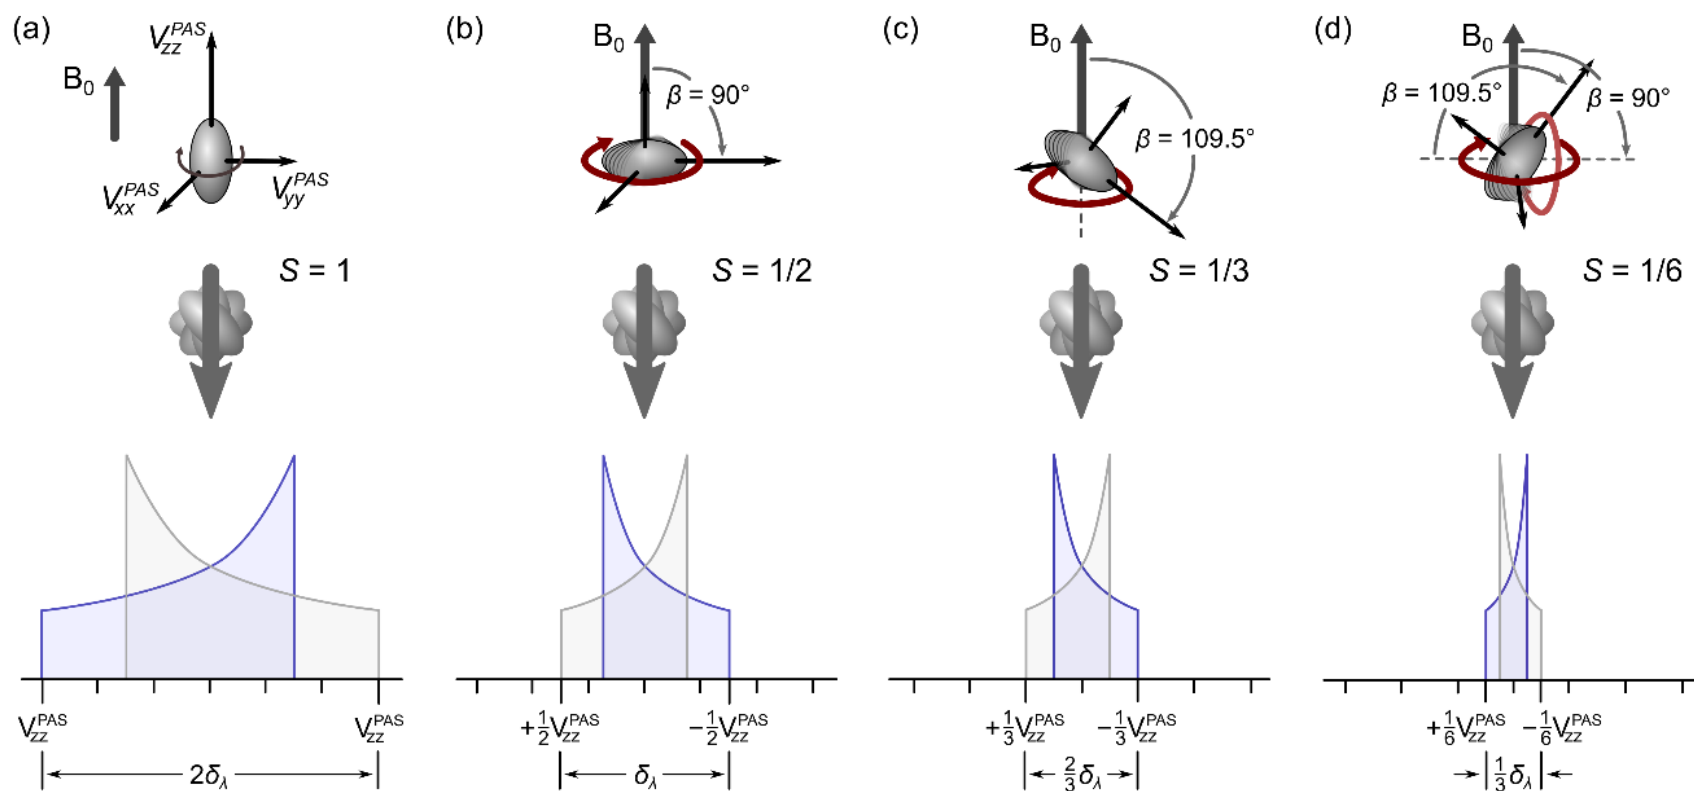 (a)
V_zz^PAS
B₀
V_xx^PAS
V_yy^PAS
S = 1
V_zz^PAS
V_zz^PAS
2δ_λ
(b)
B₀
β = 90°
S = 1/2
+½V_zz^PAS
−½V_zz^PAS
δ_λ
(c)
B₀
β = 109.5°
S = 1/3
+⅓V_zz^PAS
−⅓V_zz^PAS
⅔δ_λ
(d)
B₀
β = 109.5°
β = 90°
S = 1/6
+⅙V_zz^PAS
−⅙V_zz^PAS
⅓δ_λ